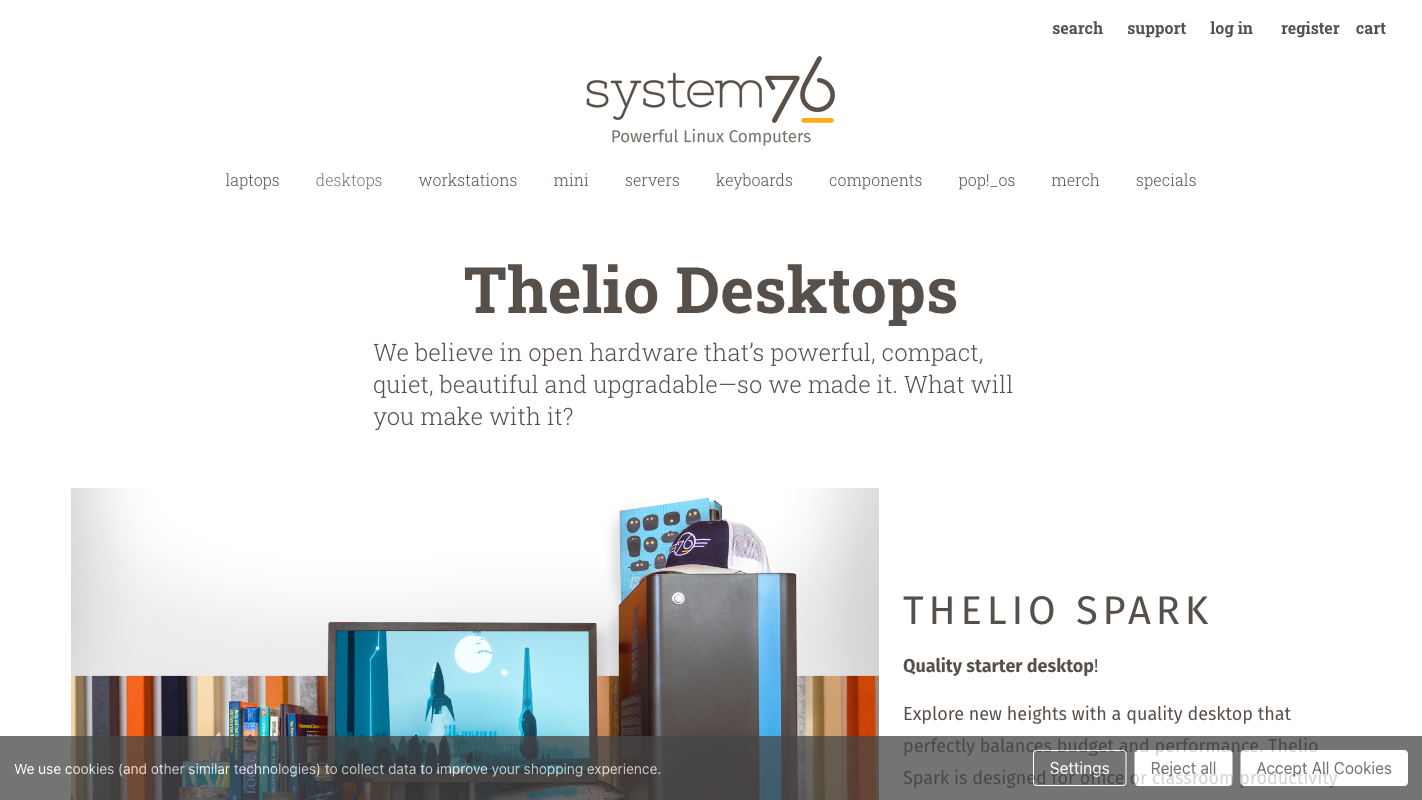 search support log in register cart
system76
Powerful Linux Computers
laptops desktops workstations mini servers keyboards components pop!_os merch specials
Thelio Desktops
We believe in open hardware that’s powerful, compact,
quiet, beautiful and upgradable—so we made it. What will
you make with it?
76
THELIO SPARK
Quality starter desktop!
Explore new heights with a quality desktop that
perfectly balances budget and performance. Thelio
Spark is designed for office or classroom productivity
We use cookies (and other similar technologies) to collect data to improve your shopping experience.
Settings Reject all Accept All Cookies